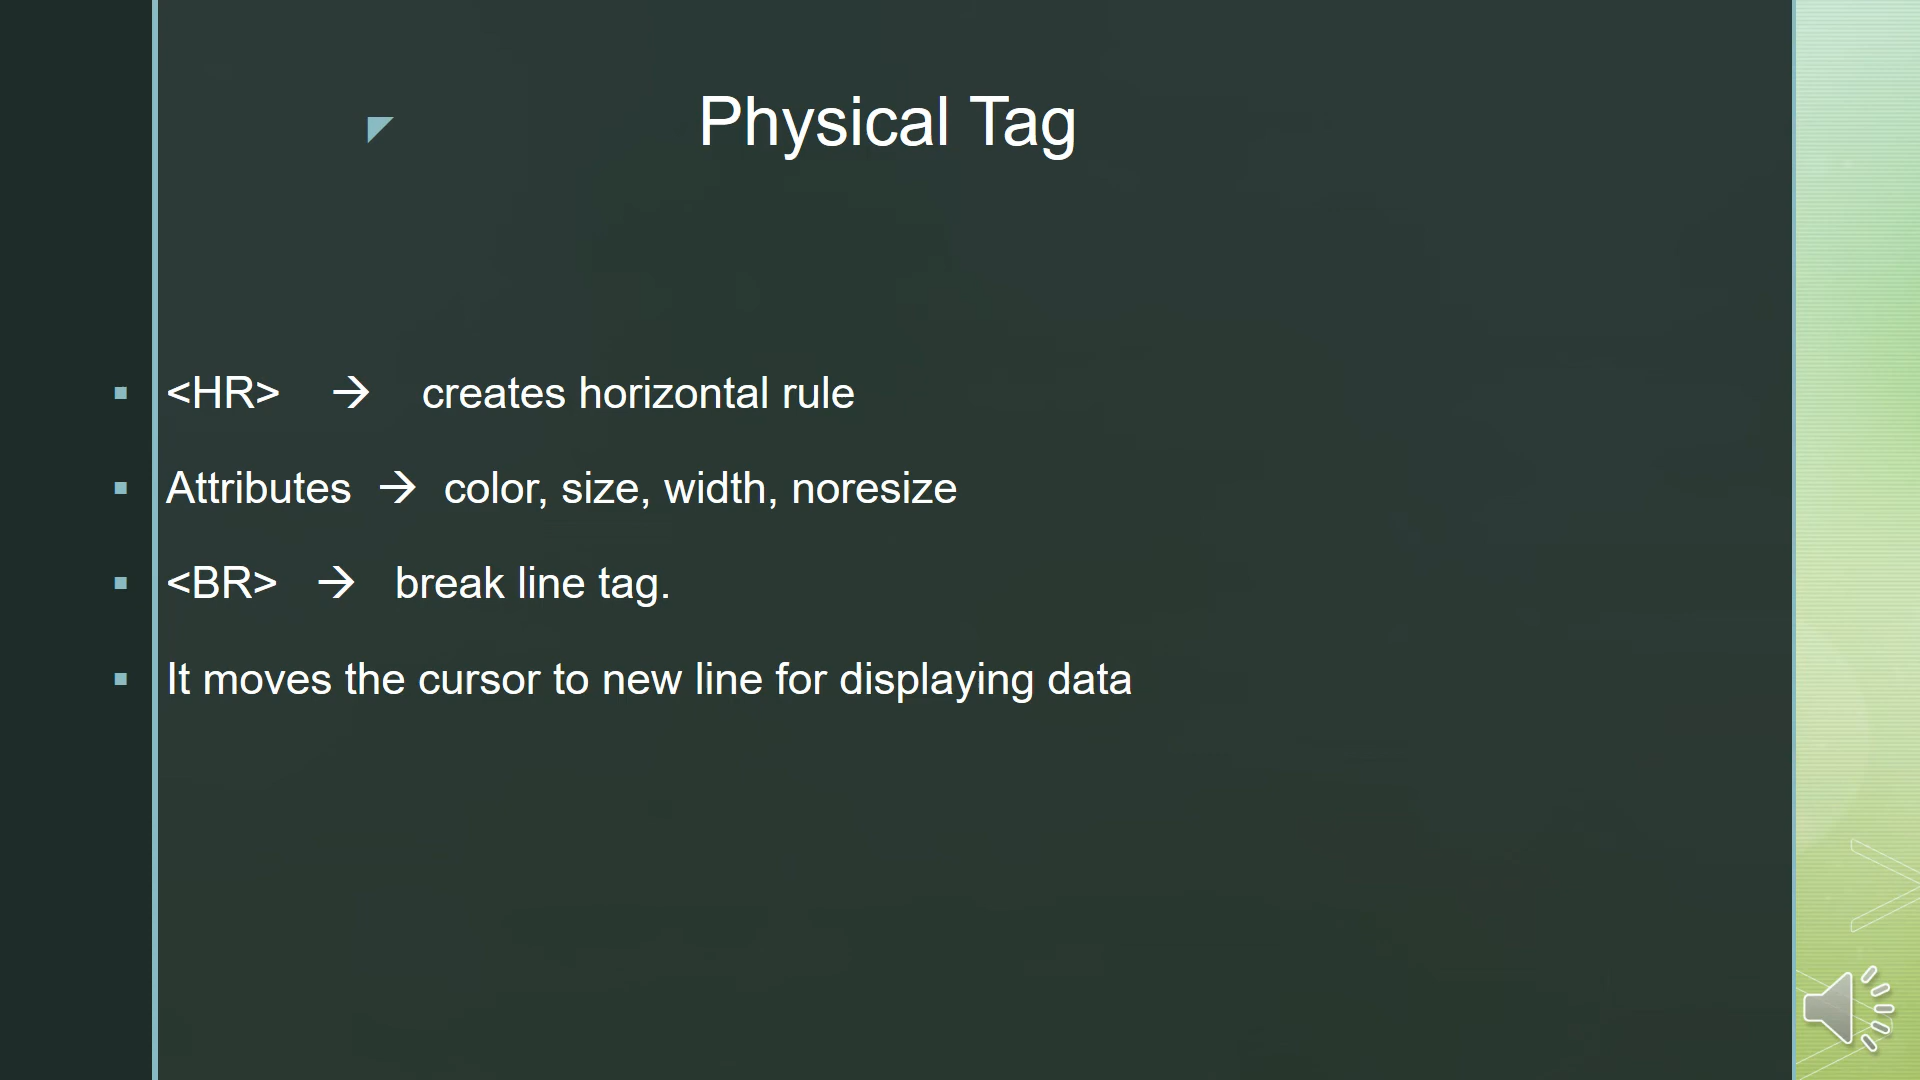 Physical Tag
<HR> → creates horizontal rule
Attributes → color, size, width, noresize
<BR> → break line tag.
It moves the cursor to new line for displaying data